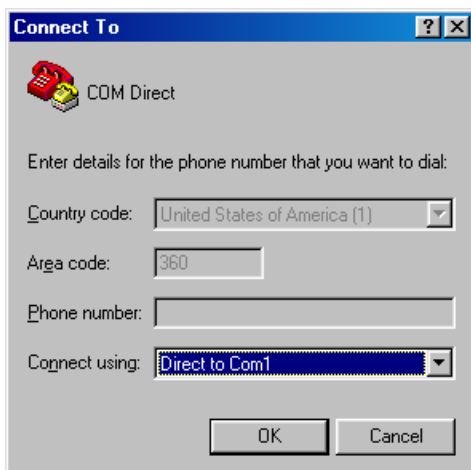 Connect To
COM Direct
Enter details for the phone number that you want to dial:
Country code: United States of America (1)
Area code: 360
Phone number:
Connect using: Direct to Com1
OK Cancel